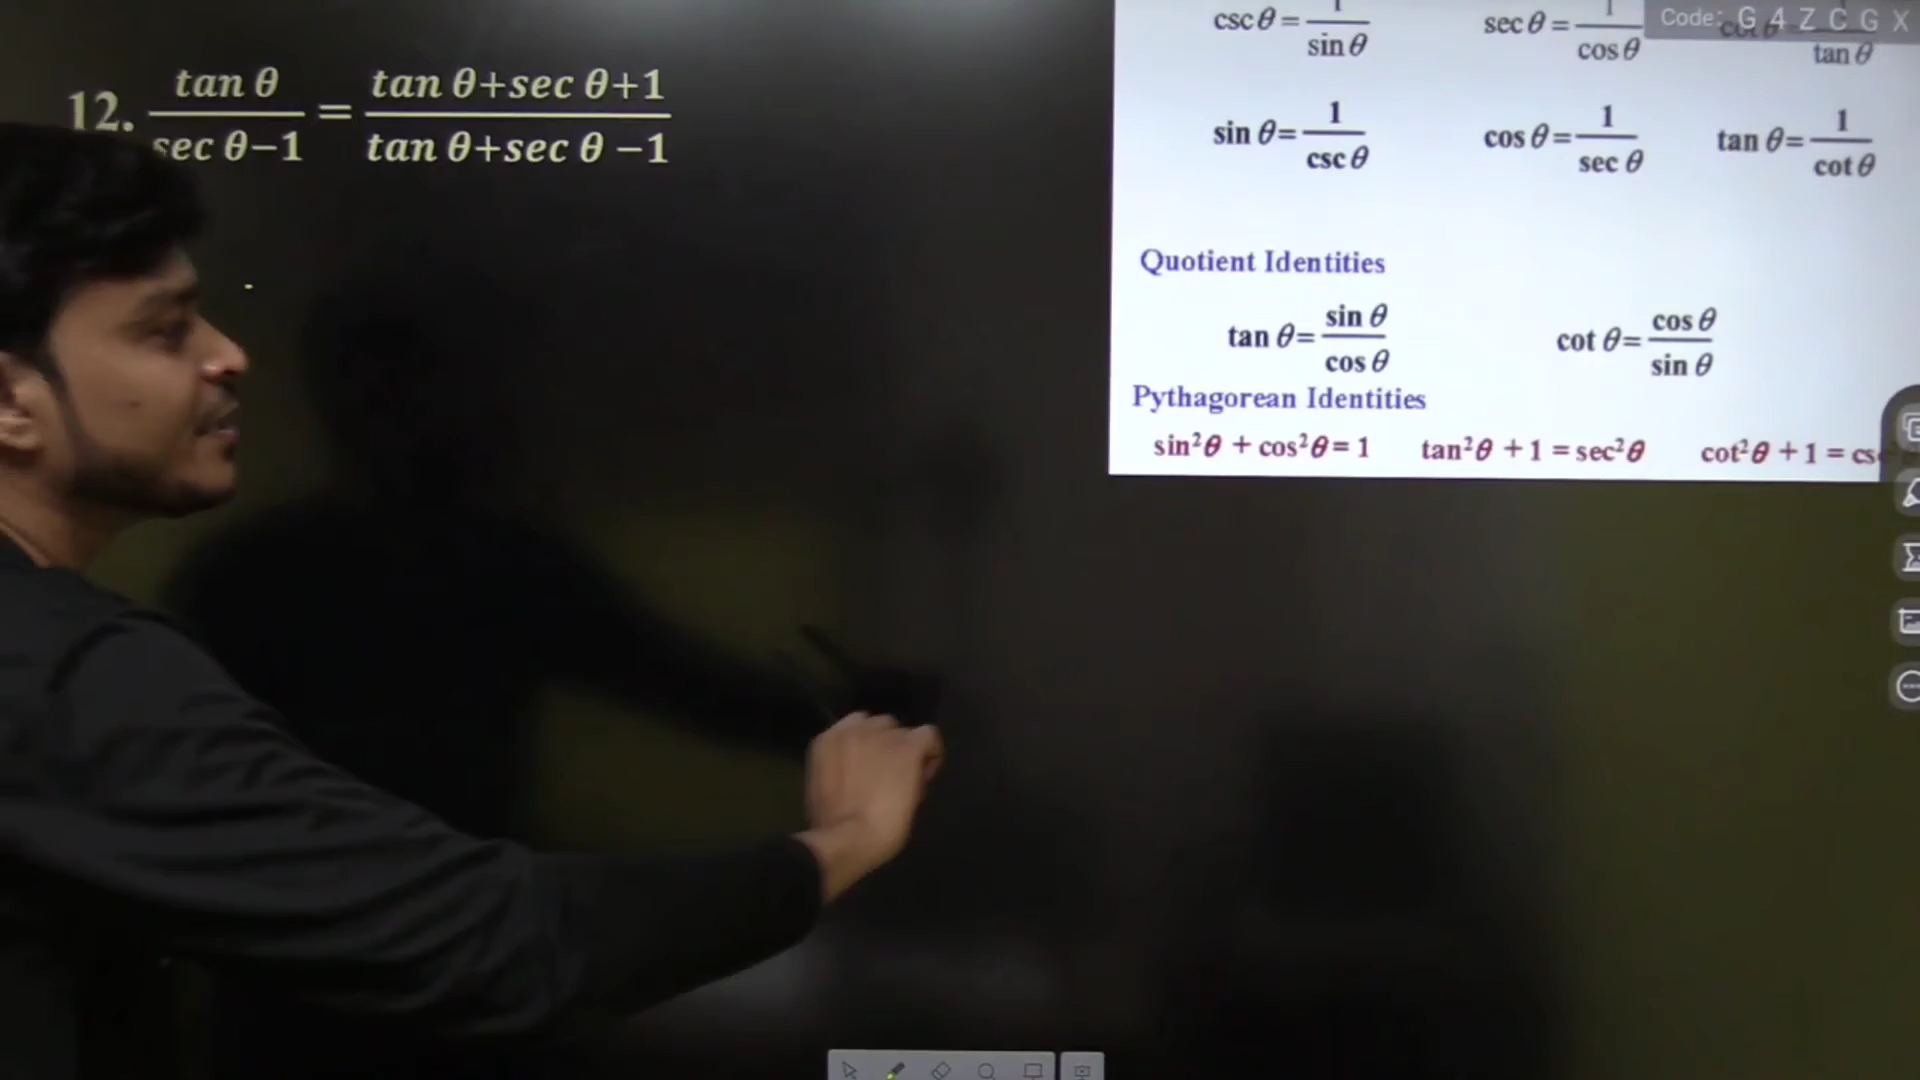 12. tan θ / sec θ−1 = tan θ+sec θ+1 / tan θ+sec θ −1
Code: G 4 Z C G X
csc θ = 1 / sin θ
sec θ = 1 / cos θ
tan θ
sin θ= 1 / csc θ
cos θ= 1 / sec θ
tan θ= 1 / cot θ
Quotient Identities
tan θ= sin θ / cos θ
cot θ= cos θ / sin θ
Pythagorean Identities
sin²θ + cos²θ= 1
tan²θ +1 = sec²θ
cot²θ +1 =